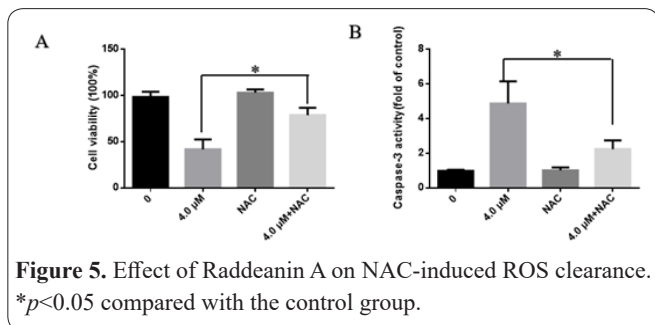 A
Cell viability (100%)
150
100
50
0
*
0
4.0 μM
NAC
4.0 μM+NAC
B
Caspase-3 activity(fold of control)
8
6
4
2
0
*
0
4.0 μM
NAC
4.0 μM+NAC
Figure 5. Effect of Raddeanin A on NAC-induced ROS clearance.
*p<0.05 compared with the control group.